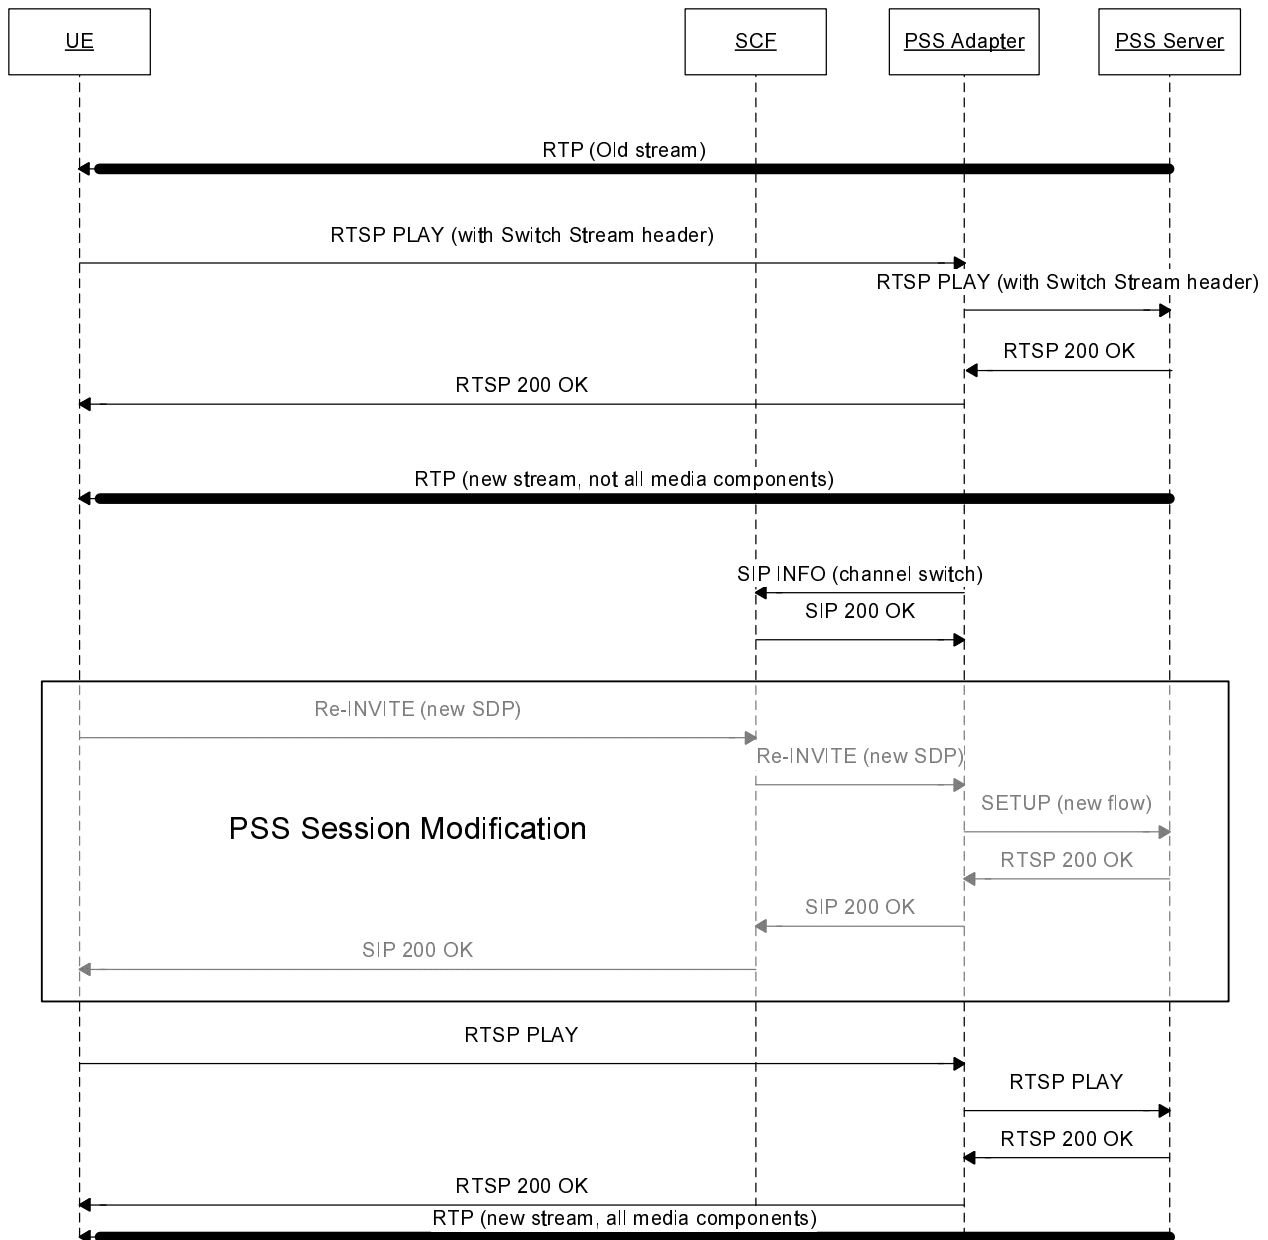 UE
SCF
PSS Adapter
PSS Server
RTP (Old stream)
RTSP PLAY (with Switch Stream header)
RTSP PLAY (with Switch Stream header)
RTSP 200 OK
RTSP 200 OK
RTP (new stream, not all media components)
SIP INFO (channel switch)
SIP 200 OK
Re-INVITE (new SDP)
Re-INVITE (new SDP)
SETUP (new flow)
PSS Session Modification
RTSP 200 OK
SIP 200 OK
SIP 200 OK
RTSP PLAY
RTSP PLAY
RTSP 200 OK
RTSP 200 OK
RTP (new stream, all media components)